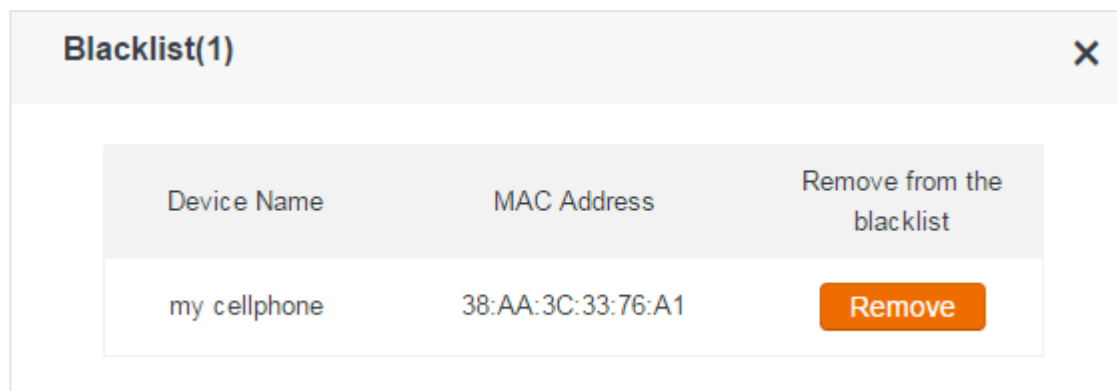 Blacklist(1)
Device Name MAC Address Remove from the
blacklist
my cellphone 38:AA:3C:33:76:A1 Remove